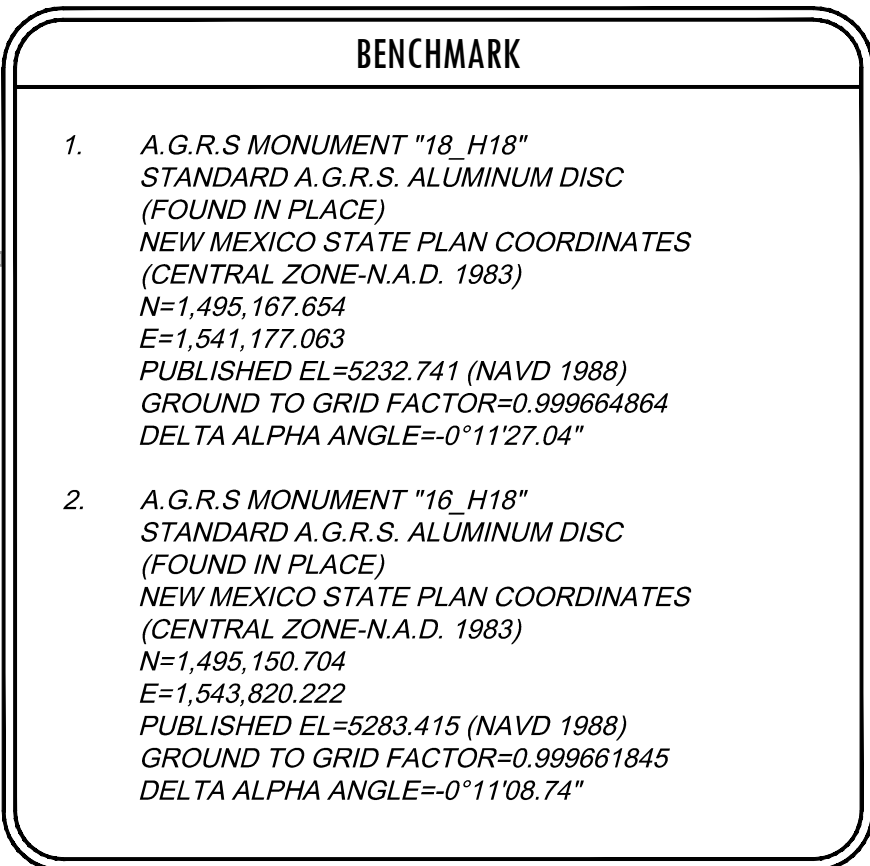 BENCHMARK
1. A.G.R.S MONUMENT "18_H18"
STANDARD A.G.R.S. ALUMINUM DISC
(FOUND IN PLACE)
NEW MEXICO STATE PLAN COORDINATES
(CENTRAL ZONE-N.A.D. 1983)
N=1,495,167.654
E=1,541,177.063
PUBLISHED EL=5232.741 (NAVD 1988)
GROUND TO GRID FACTOR=0.999664864
DELTA ALPHA ANGLE=-0°11'27.04"
2. A.G.R.S MONUMENT "16_H18"
STANDARD A.G.R.S. ALUMINUM DISC
(FOUND IN PLACE)
NEW MEXICO STATE PLAN COORDINATES
(CENTRAL ZONE-N.A.D. 1983)
N=1,495,150.704
E=1,543,820.222
PUBLISHED EL=5283.415 (NAVD 1988)
GROUND TO GRID FACTOR=0.999661845
DELTA ALPHA ANGLE=-0°11'08.74"